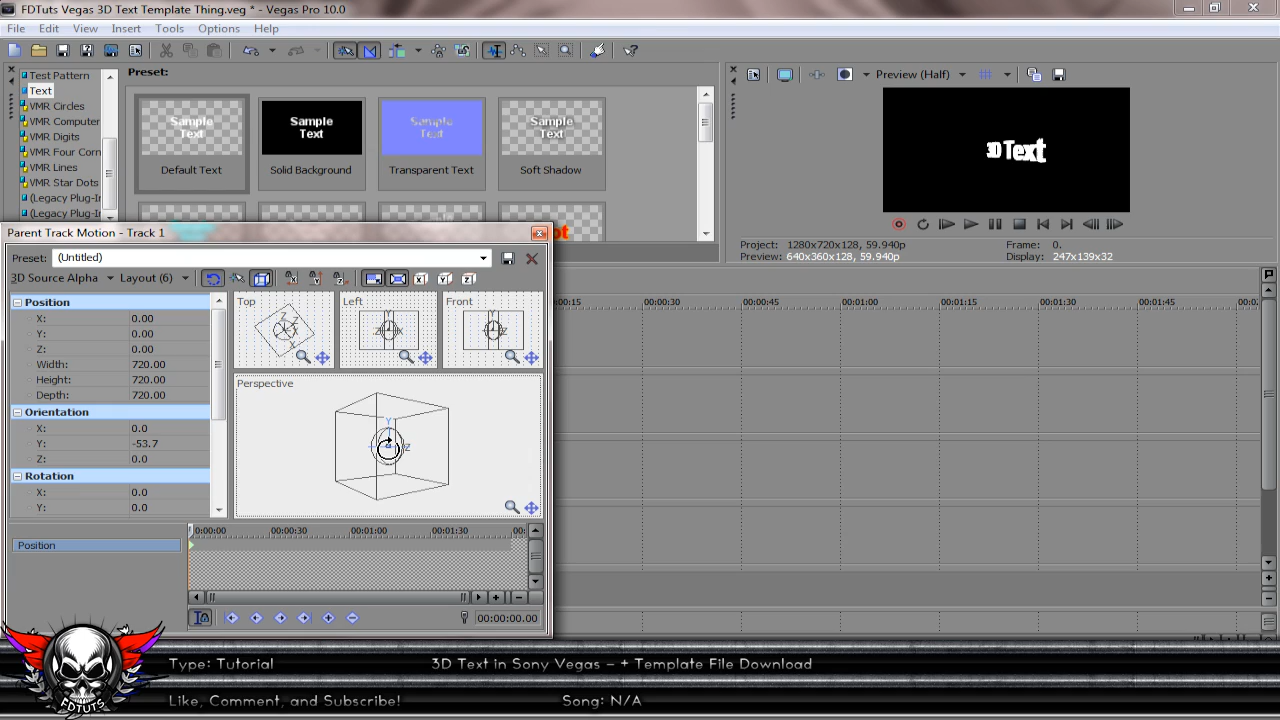 FDTuts Vegas 3D Text Template Thing.veg * - Vegas Pro 10.0
File Edit View Insert Tools Options Help
Test Pattern
Text
VMR Circles
VMR Computer
VMR Digits
VMR Four Corn
VMR Lines
VMR Star Dots
(Legacy Plug-In
(Legacy Plug-In
Preset:
Sample Text
Sample Text
Sample Text
Sample Text
Default Text
Solid Background
Transparent Text
Soft Shadow
Preview (Half)
3D Text
Project: 1280x720x128, 59.940p
Frame: 0.
Preview: 640x360x128, 59.940p
Display: 247x139x32
Parent Track Motion - Track 1
Preset: (Untitled)
3D Source Alpha Layout (6)
Position
X: 0.00
Y: 0.00
Z: 0.00
Width: 720.00
Height: 720.00
Depth: 720.00
Orientation
X: 0.0
Y: -53.7
Z: 0.0
Rotation
X: 0.0
Y: 0.0
Top
Left
Front
Perspective
Y
Z
0:00:15 00:00:30 00:00:45 00:01:00 00:01:15 00:01:30 00:01:45 00:0
0:00:00 00:00:30 00:01:00 00:01:30 00:
Position
00:00:00.00
Type: Tutorial
3D Text in Sony Vegas – + Template File Download
Like, Comment, and Subscribe!
Song: N/A
FDTUTS